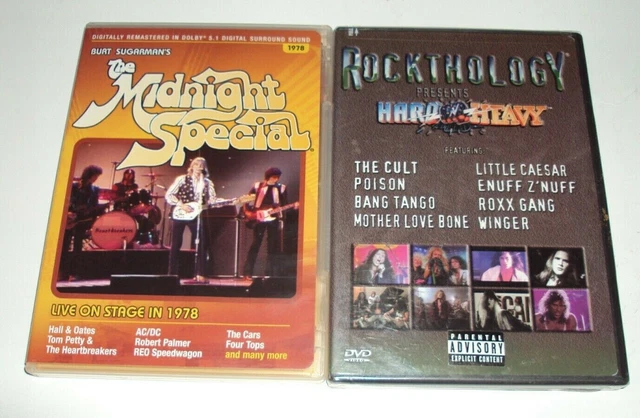 DIGITALLY REMASTERED IN DOLBY® 5.1 DIGITAL SURROUND SOUND
1978
BURT SUGARMAN'S
The
Midnight
Special
Heartbreakers
LIVE ON STAGE IN 1978
Hall & Oates
Tom Petty &
The Heartbreakers
AC/DC
Robert Palmer
REO Speedwagon
The Cars
Four Tops
and many more
ROCKTHOLOGY
PRESENTS
HARD HEAVY
FEATURING
THE CULT
POISON
BANG TANGO
MOTHER LOVE BONE
LITTLE CAESAR
ENUFF Z'NUFF
ROXX GANG
WINGER
DVD
PARENTAL
ADVISORY
EXPLICIT CONTENT